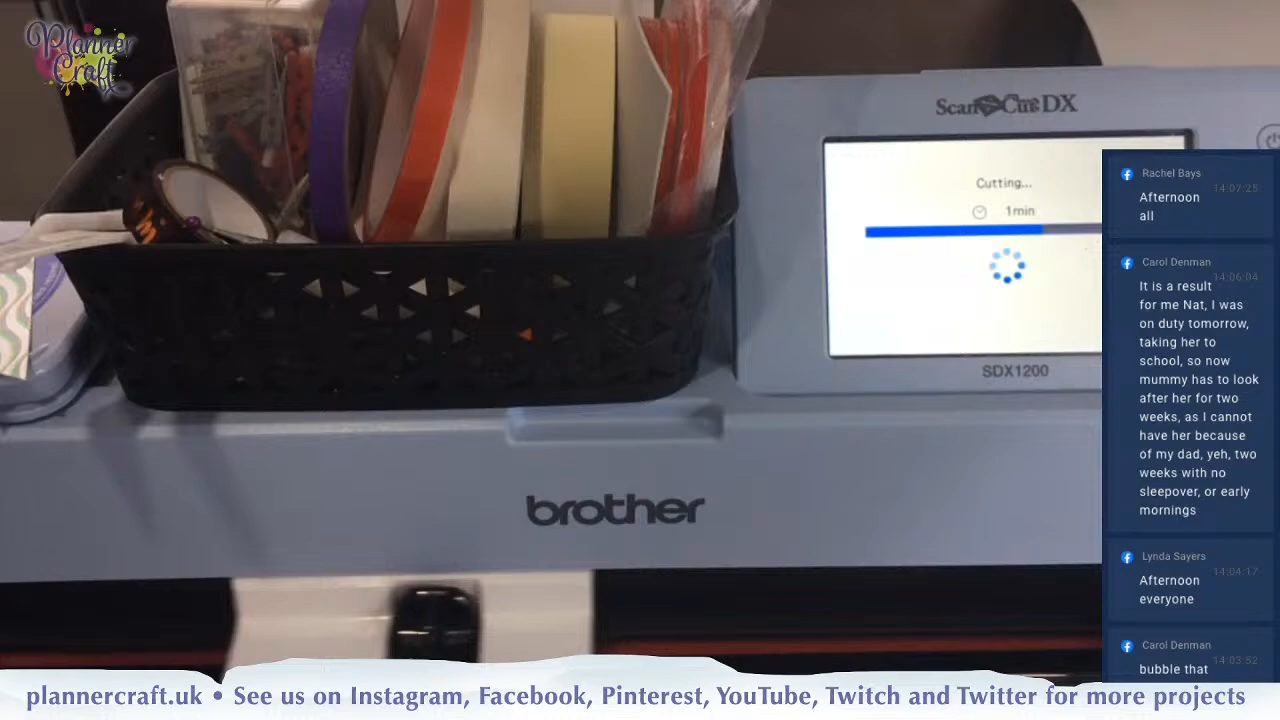 Planner
Craft
ScanNCut DX
Cutting...
1min
SDX1200
brother
Rachel Bays
14:07:25
Afternoon
all
Carol Denman
14:06:04
It is a result
for me Nat, I was
on duty tomorrow,
taking her to
school, so now
mummy has to look
after her for two
weeks, as I cannot
have her because
of my dad, yeh, two
weeks with no
sleepover, or early
mornings
Lynda Sayers
14:04:17
Afternoon
everyone
Carol Denman
14:03:52
bubble that
plannercraft.uk • See us on Instagram, Facebook, Pinterest, YouTube, Twitch and Twitter for more projects